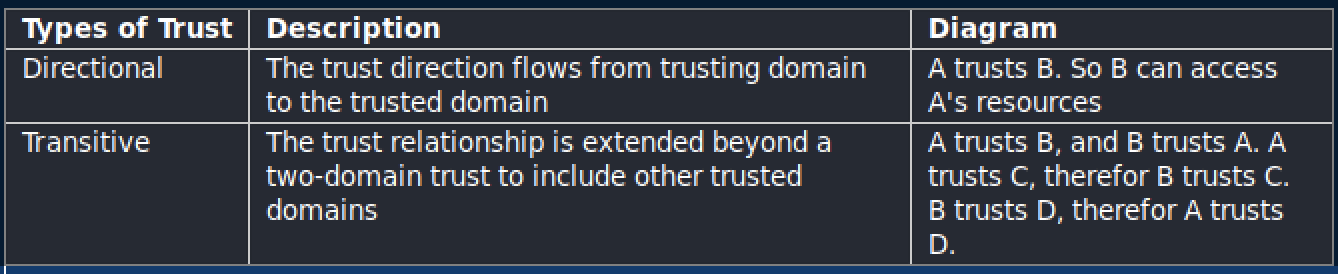 Types of Trust Description Diagram
Directional
The trust direction flows from trusting domain
to the trusted domain
A trusts B. So B can access
A's resources
Transitive
The trust relationship is extended beyond a
two-domain trust to include other trusted
domains
A trusts B, and B trusts A. A
trusts C, therefor B trusts C.
B trusts D, therefor A trusts
D.